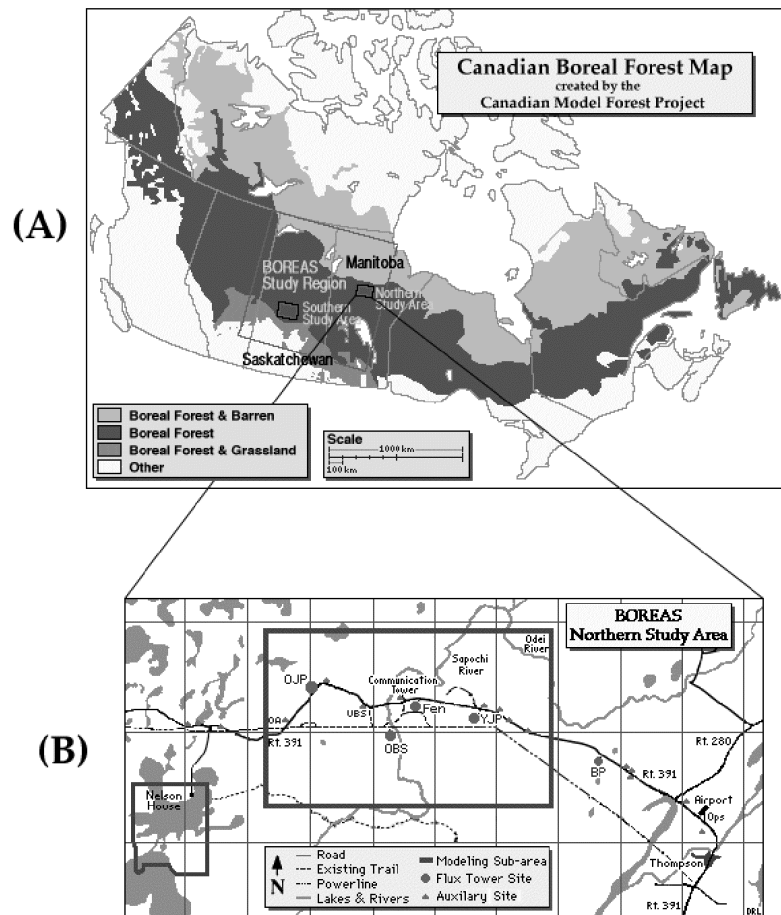 (A)
Canadian Boreal Forest Map
created by the
Canadian Model Forest Project
BOREAS
Study Region
Manitoba
Northern
Study Area
Southern
Study Area
Saskatchewan
Boreal Forest & Barren
Boreal Forest
Boreal Forest & Grassland
Other
Scale
1000 km
100 km
(B)
BOREAS
Northern Study Area
Odei
River
Sapochi
River
Communication
Tower
OJP
OA
UBS
Fen
YJP
OBS
Rt. 391
BP
Rt. 391
Rt. 280
Airport
Ops
Nelson
House
Thompson
Rt. 391
DRL
N
Road
Existing Trail
Powerline
Lakes & Rivers
Modeling Sub-area
Flux Tower Site
Auxilary Site